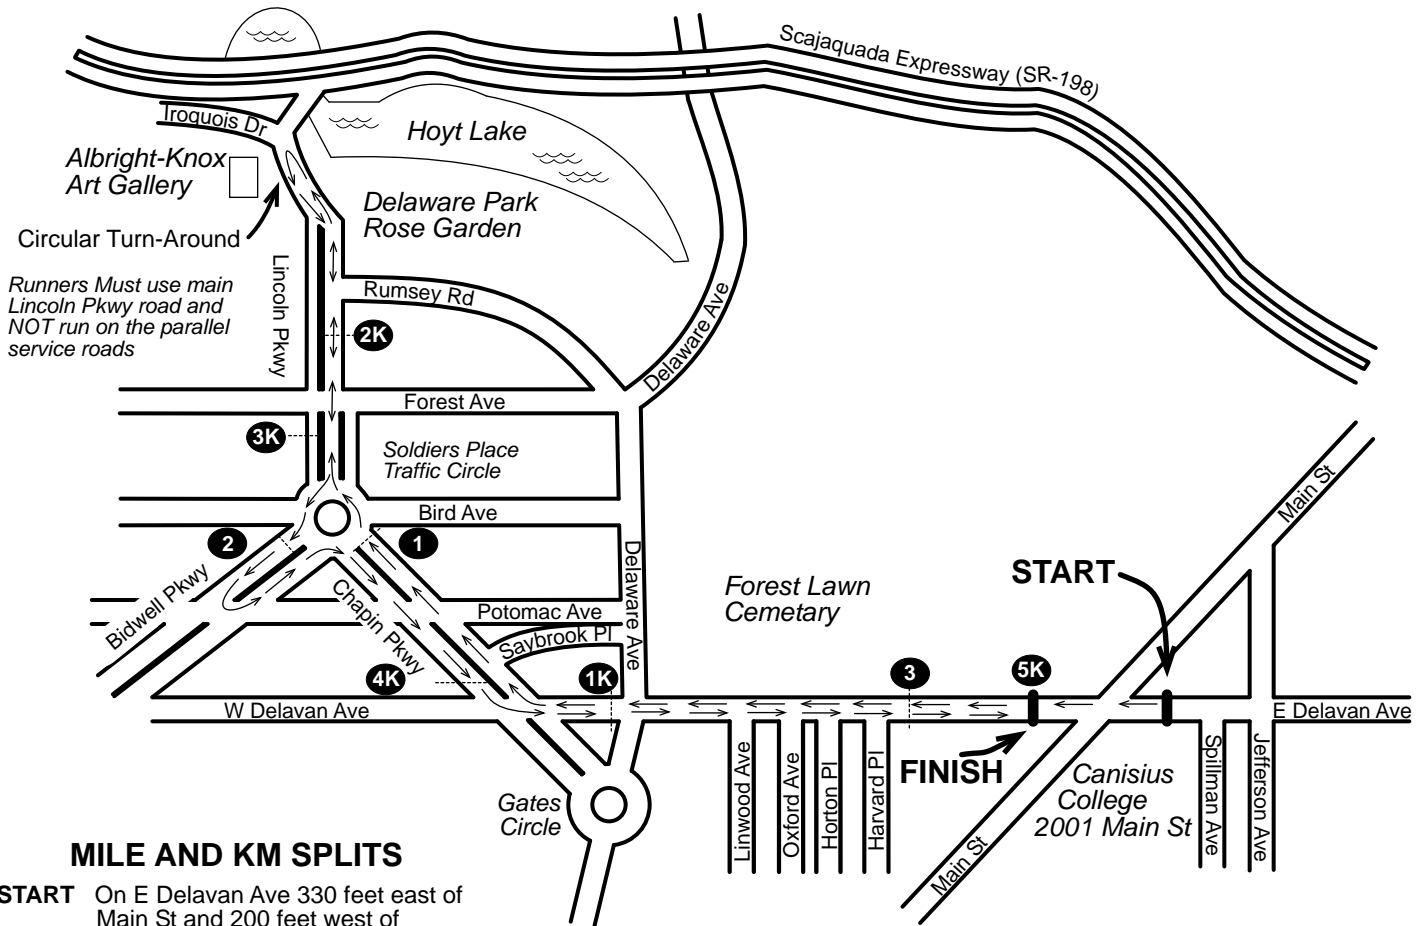 Scajaquada Expressway (SR-198)
Iroquois Dr
Hoyt Lake
Albright-Knox
Art Gallery
Delaware Park
Rose Garden
Circular Turn-Around
Runners Must use main
Lincoln Pkwy road and
NOT run on the parallel
service roads
Lincoln Pkwy
Rumsey Rd
Delaware Ave
2K
Forest Ave
3K
Soldiers Place
Traffic Circle
Main St
Bird Ave
2
1
Delaware Ave
START
Forest Lawn
Cemetary
Bidwell Pkwy
Chapin Pkwy
Potomac Ave
Saybrook Pl
4K
1K
3
5K
W Delavan Ave
E Delavan Ave
FINISH
Linwood Ave
Oxford Ave
Horton Pl
Harvard Pl
Canisius
College
2001 Main St
Spillman Ave
Jefferson Ave
Gates
Circle
Main St
MILE AND KM SPLITS
START On E Delavan Ave 330 feet east of
Main St and 200 feet west of